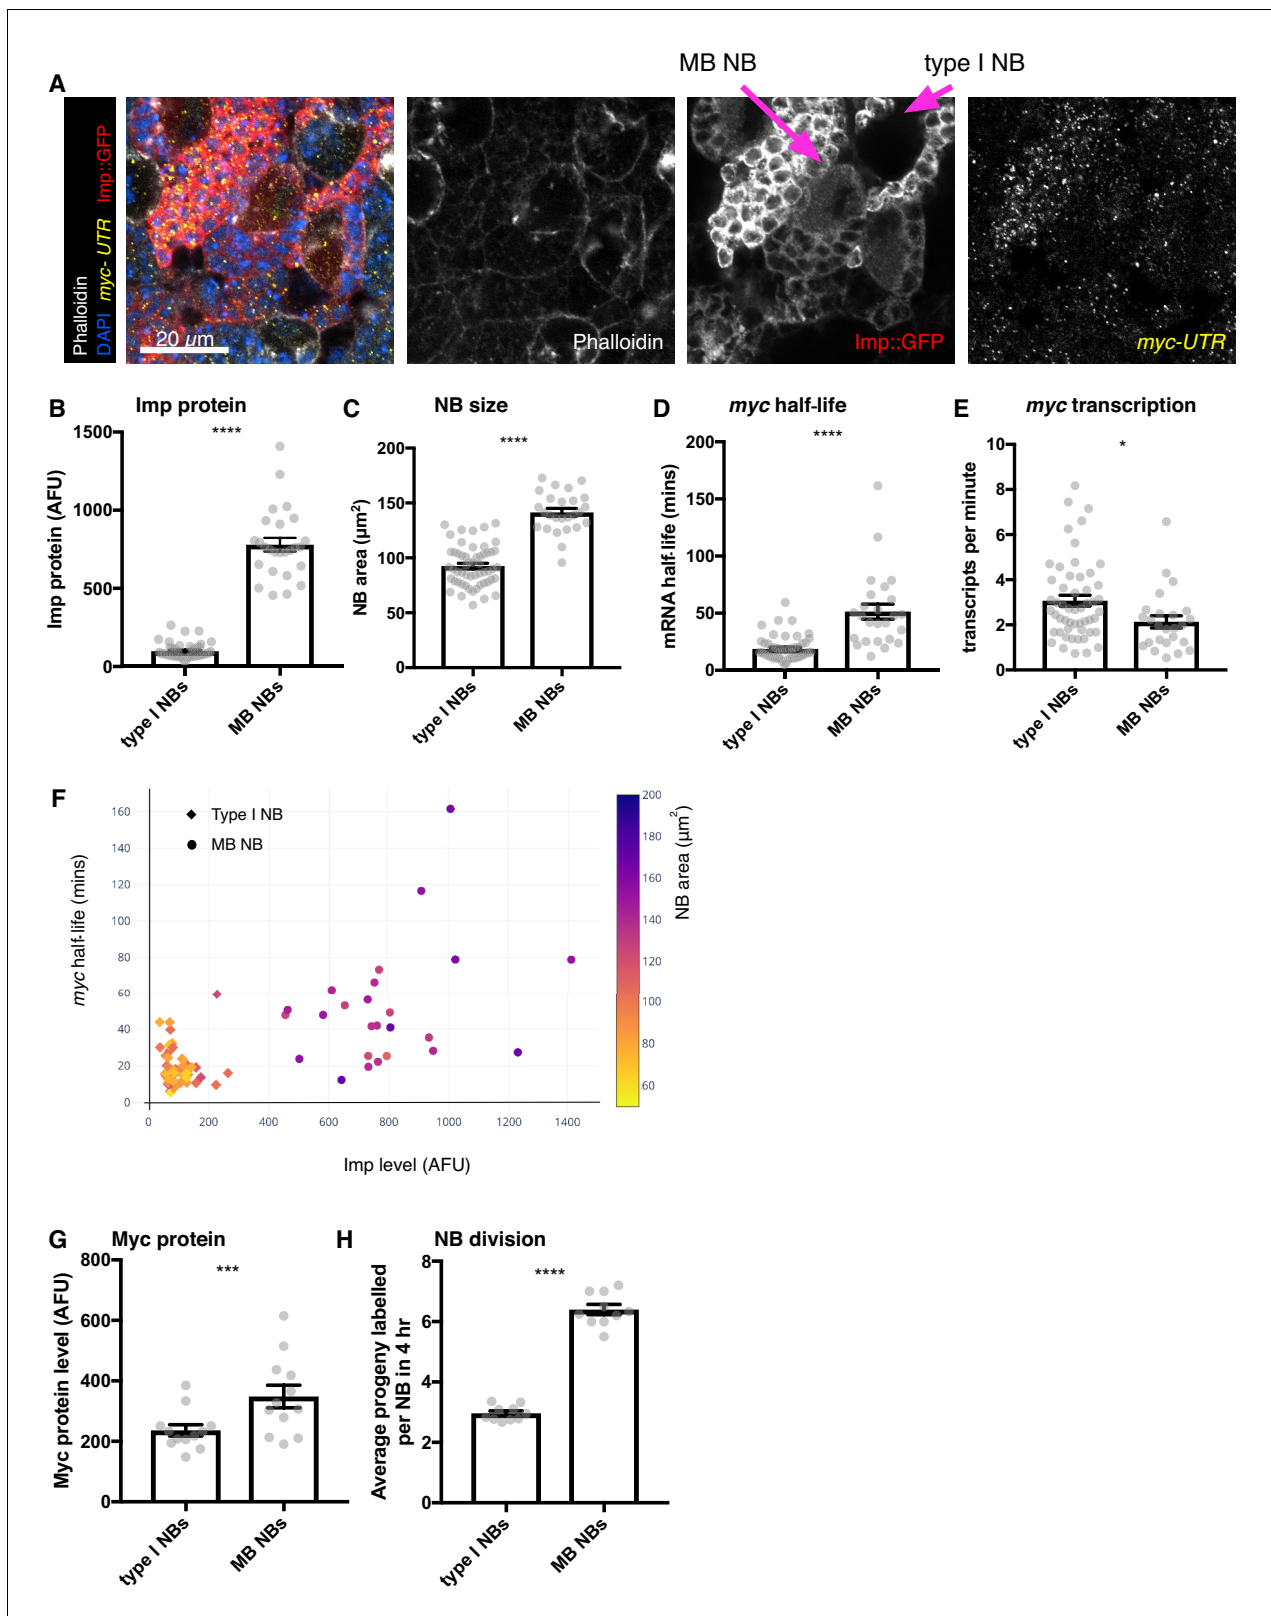 MB NB
type I NB
A
Phalloidin
DAPI myc- UTR Imp::GFP
20 µm
Phalloidin
Imp::GFP
myc-UTR
B
Imp protein
****
Imp protein (AFU)
1500
1000
500
0
type I NBs
MB NBs
C
NB size
****
NB area (µm²)
200
150
100
50
0
type I NBs
MB NBs
D
myc half-life
****
mRNA half-life (mins)
200
150
100
50
0
type I NBs
MB NBs
E
myc transcription
*
transcripts per minute
10
8
6
4
2
0
type I NBs
MB NBs
F
Type I NB
MB NB
myc half-life (mins)
160
140
120
100
80
60
40
20
0
0
200
400
600
800
1000
1200
1400
Imp level (AFU)
200
180
160
140
120
100
80
60
NB area (µm²)
G
Myc protein
***
Myc protein level (AFU)
800
600
400
200
0
type I NBs
MB NBs
H
NB division
****
Average progeny labelled
per NB in 4 hr
8
6
4
2
0
type I NBs
MB NBs